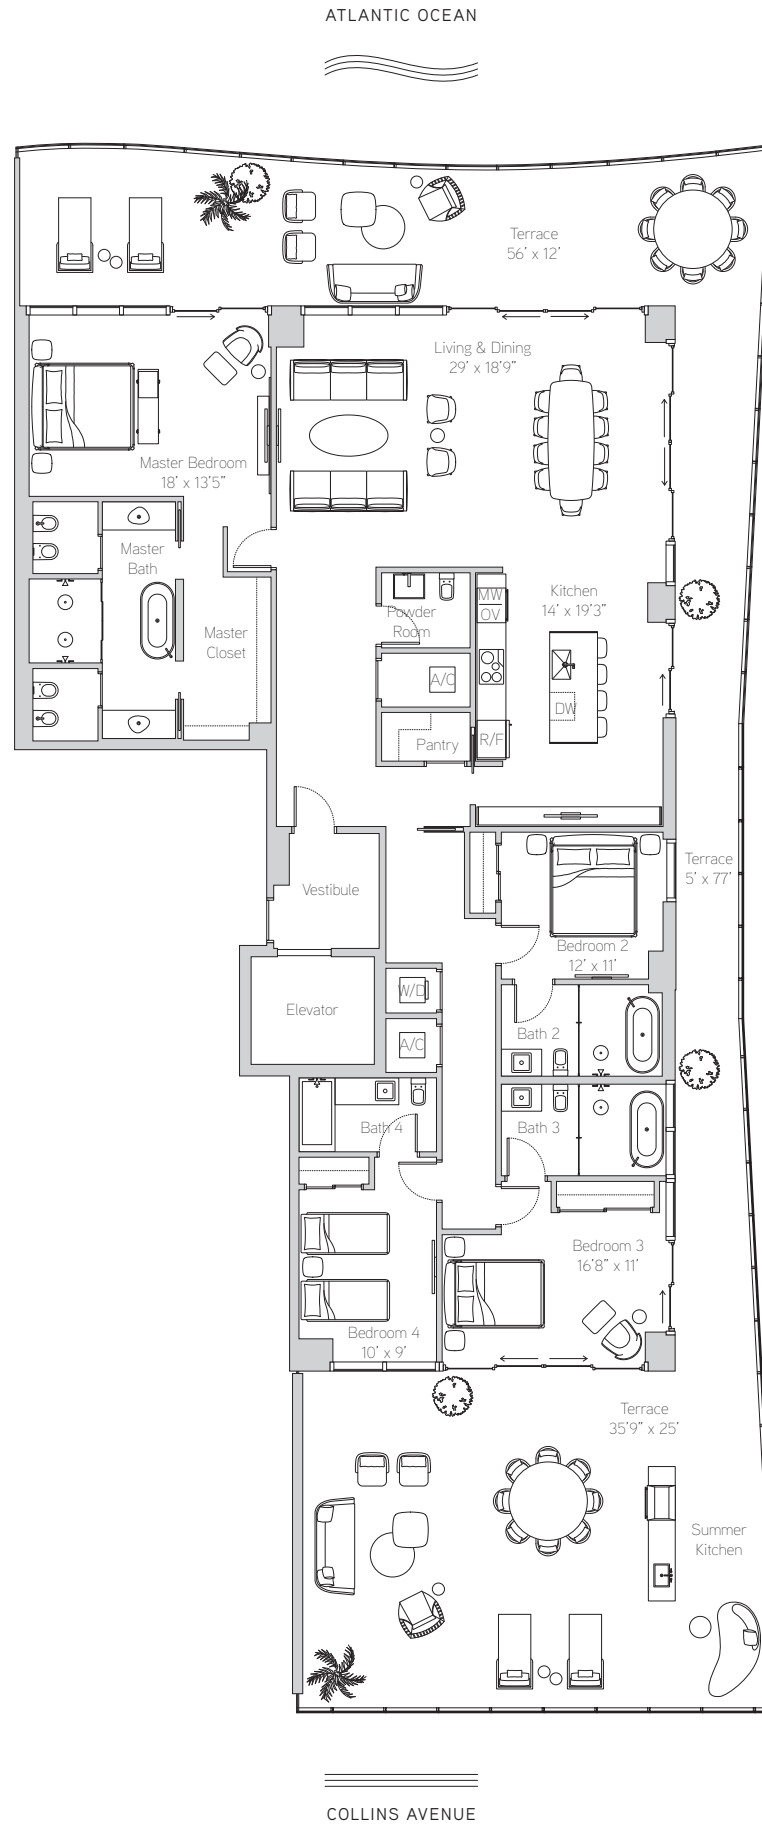 ATLANTIC OCEAN
Terrace
56' x 12'
Living & Dining
29' x 18'9"
Master Bedroom
18' x 13'5"
Master
Bath
Kitchen
14' x 19'3"
MW
OV
Powder
Room
Master
Closet
A/C
DW
Pantry
R/F
Terrace
5' x 77'
Vestibule
Bedroom 2
12' x 11'
W/D
Elevator
Bath 2
A/C
Bath 4
Bath 3
Bedroom 3
16'8" x 11'
Bedroom 4
10' x 9'
Terrace
35'9" x 25'
Summer
Kitchen
COLLINS AVENUE